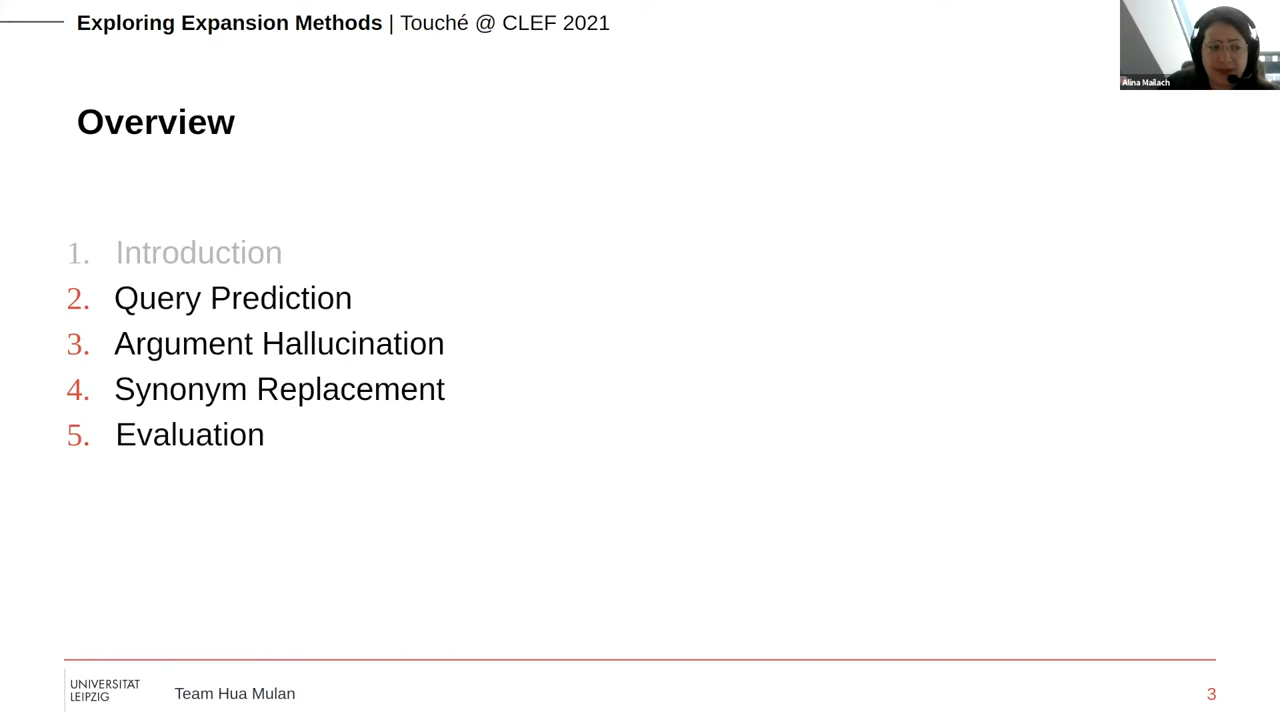 Exploring Expansion Methods | Touché @ CLEF 2021
Alina Mailach
Overview
1. Introduction
2. Query Prediction
3. Argument Hallucination
4. Synonym Replacement
5. Evaluation
UNIVERSITÄT
LEIPZIG
Team Hua Mulan
3